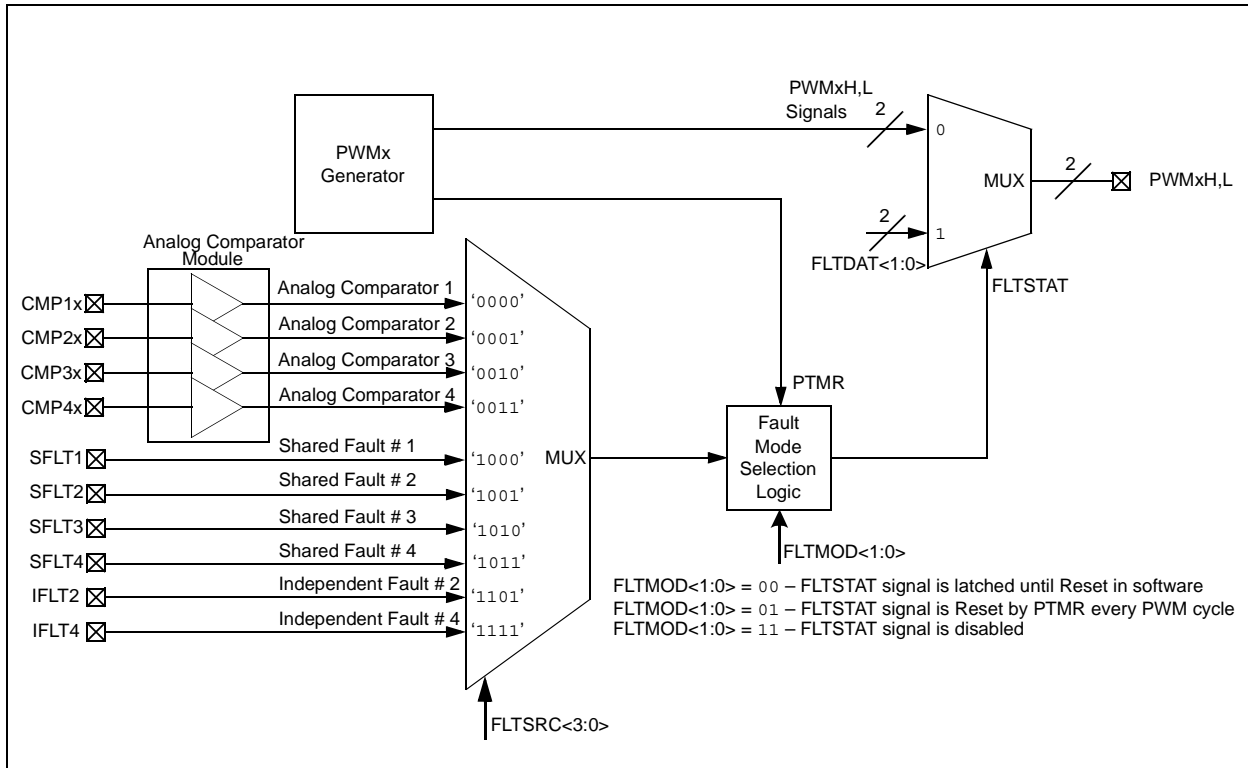 PWMxH,L
Signals
2
0
PWMx
Generator
MUX
2
PWMxH,L
2
1
FLTDAT<1:0>
FLTSTAT
Analog Comparator
Module
CMP1x
Analog Comparator 1
‘0000’
CMP2x
Analog Comparator 2
‘0001’
CMP3x
Analog Comparator 3
‘0010’
PTMR
CMP4x
Analog Comparator 4
‘0011’
Fault
Mode
Selection
Logic
SFLT1
Shared Fault # 1
‘1000’
MUX
SFLT2
Shared Fault # 2
‘1001’
SFLT3
Shared Fault # 3
‘1010’
SFLT4
Shared Fault # 4
‘1011’
FLTMOD<1:0>
IFLT2
Independent Fault # 2
‘1101’
IFLT4
Independent Fault # 4
‘1111’
FLTMOD<1:0> = 00 – FLTSTAT signal is latched until Reset in software
FLTMOD<1:0> = 01 – FLTSTAT signal is Reset by PTMR every PWM cycle
FLTMOD<1:0> = 11 – FLTSTAT signal is disabled
FLTSRC<3:0>